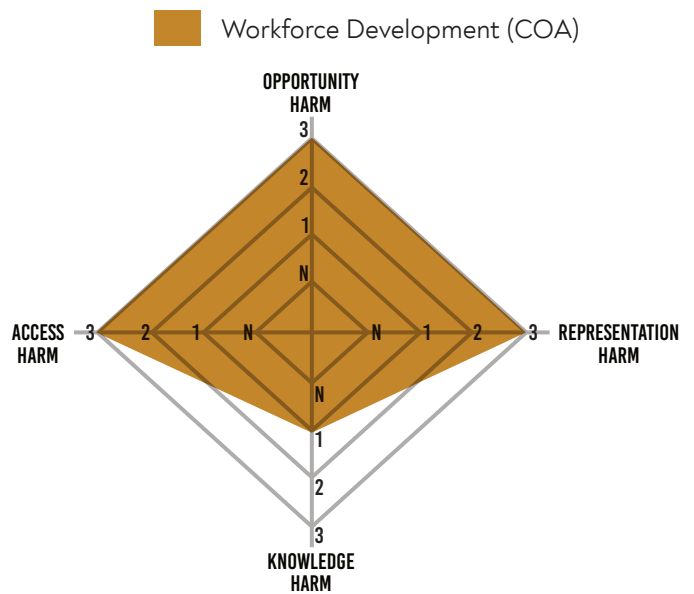 Workforce Development (COA)
OPPORTUNITY
HARM
3
2
1
N
ACCESS
HARM
3 2 1 N N 1 2 3
REPRESENTATION
HARM
N
1
2
3
KNOWLEDGE
HARM